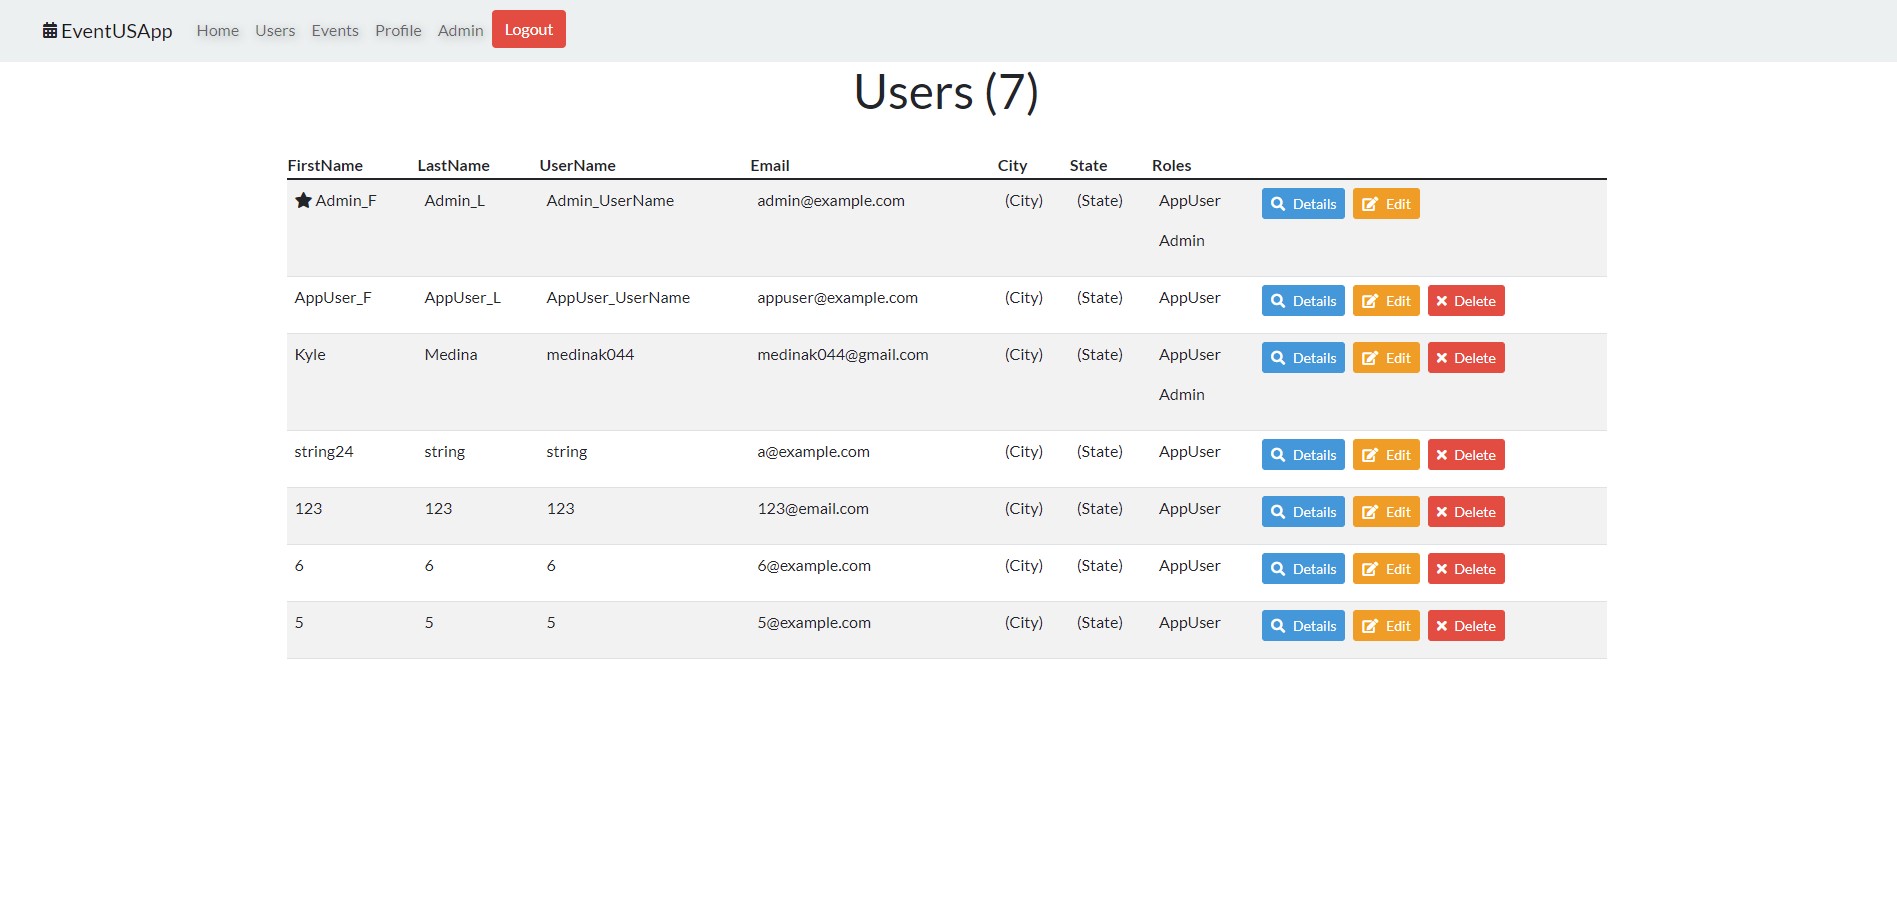 EventUSApp Home Users Events Profile Admin Logout
Users (7)
FirstName LastName UserName Email City State Roles
Admin_F Admin_L Admin_UserName admin@example.com (City) (State) AppUser Details Edit
Admin
AppUser_F AppUser_L AppUser_UserName appuser@example.com (City) (State) AppUser Details Edit Delete
Kyle Medina medinak044 medinak044@gmail.com (City) (State) AppUser Details Edit Delete
Admin
string24 string string a@example.com (City) (State) AppUser Details Edit Delete
123 123 123 123@email.com (City) (State) AppUser Details Edit Delete
6 6 6 6@example.com (City) (State) AppUser Details Edit Delete
5 5 5 5@example.com (City) (State) AppUser Details Edit Delete